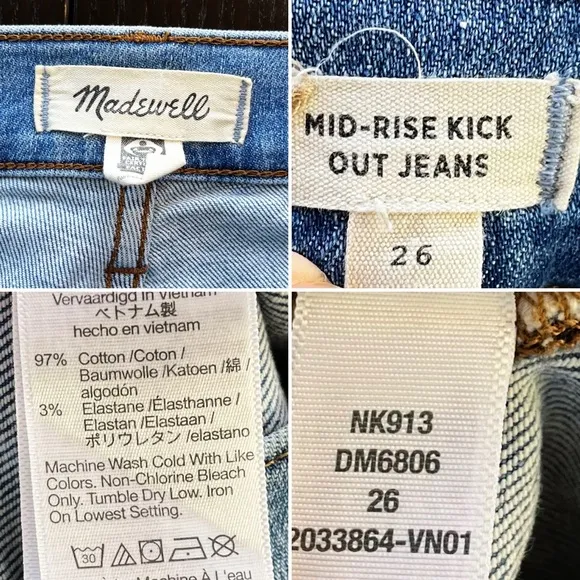 Madewell
MID-RISE KICK
OUT JEANS
26
Vervaardigd in Vietnam
ベトナム製
hecho en vietnam
97% Cotton /Coton /
Baumwolle /Katoen /綿 /
algodón
3% Elastane /Élasthanne /
Elastan /Elastaan /
ポリウレタン /elastano
Machine Wash Cold With Like
Colors. Non-Chlorine Bleach
Only. Tumble Dry Low. Iron
On Lowest Setting.
30
À L'eau
NK913
DM6806
26
2033864-VN01